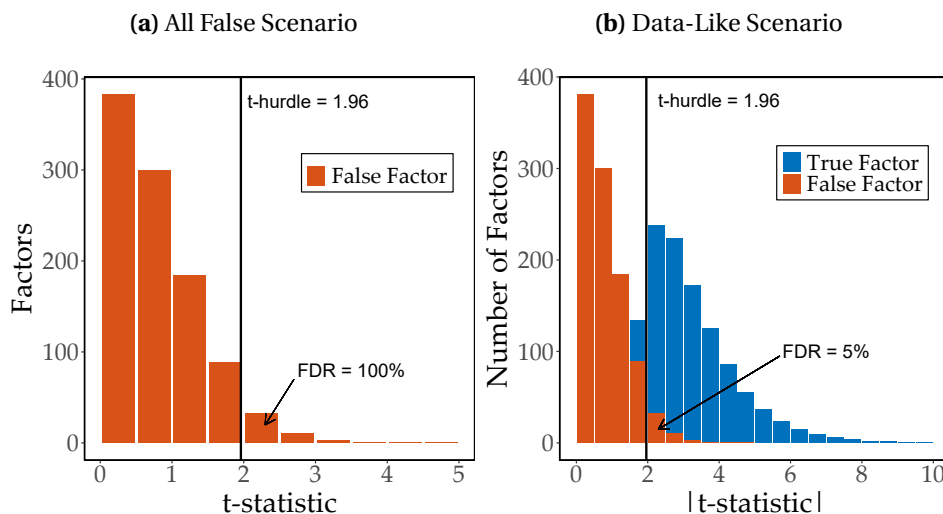 (a) All False Scenario
400
300
200
100
0
Factors
t-hurdle = 1.96
False Factor
FDR = 100%
0 1 2 3 4 5
t-statistic
(b) Data-Like Scenario
400
300
200
100
0
Number of Factors
t-hurdle = 1.96
True Factor
False Factor
FDR = 5%
0 2 4 6 8 10
|t-statistic|